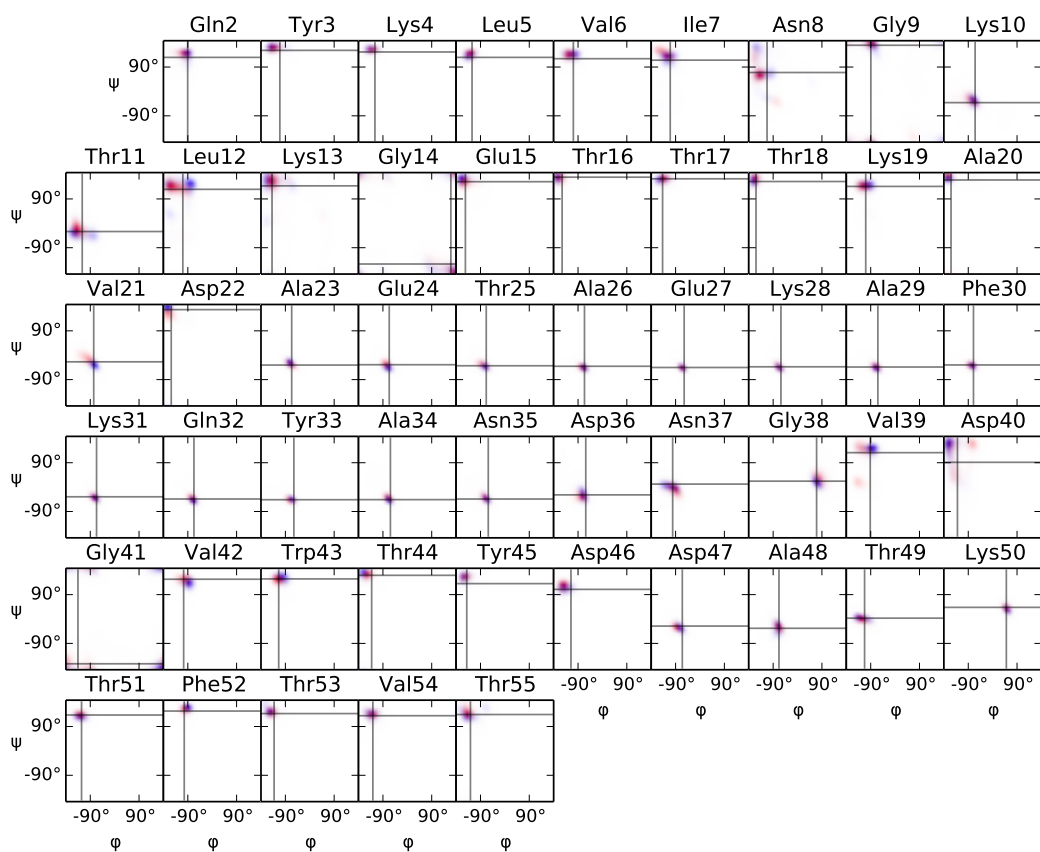 Gln2 Tyr3 Lys4 Leu5 Val6 Ile7 Asn8 Gly9 Lys10
90°
ψ
-90°
Thr11 Leu12 Lys13 Gly14 Glu15 Thr16 Thr17 Thr18 Lys19 Ala20
90°
ψ
-90°
Val21 Asp22 Ala23 Glu24 Thr25 Ala26 Glu27 Lys28 Ala29 Phe30
90°
ψ
-90°
Lys31 Gln32 Tyr33 Ala34 Asn35 Asp36 Asn37 Gly38 Val39 Asp40
90°
ψ
-90°
Gly41 Val42 Trp43 Thr44 Tyr45 Asp46 Asp47 Ala48 Thr49 Lys50
90°
ψ
-90°
Thr51 Phe52 Thr53 Val54 Thr55 -90° 90° -90° 90° -90° 90° -90° 90° -90° 90°
φ φ φ φ φ
90°
ψ
-90°
-90° 90° -90° 90° -90° 90° -90° 90° -90° 90°
φ φ φ φ φ